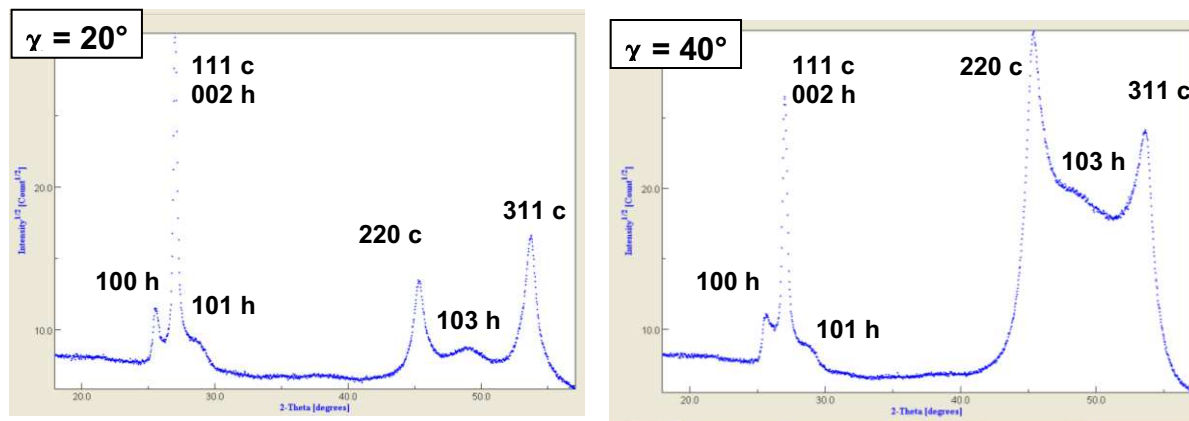 γ = 20°
111 c
002 h
311 c
220 c
100 h
101 h
103 h
20.0
10.0
Intensity^1/2 [Count^1/2]
20.0
30.0
40.0
50.0
2-Theta [degrees]
γ = 40°
111 c
002 h
220 c
311 c
103 h
100 h
101 h
20.0
10.0
Intensity^1/2 [Count^1/2]
20.0
30.0
40.0
50.0
2-Theta [degrees]